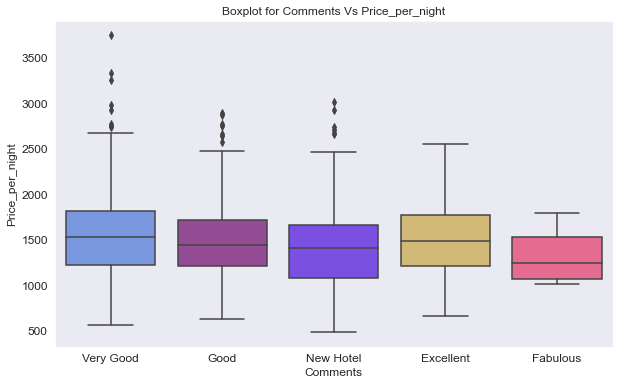 Boxplot for Comments Vs Price_per_night
3500
3000
2500
2000
1500
1000
500
Price_per_night
Very Good Good New Hotel Excellent Fabulous
Comments